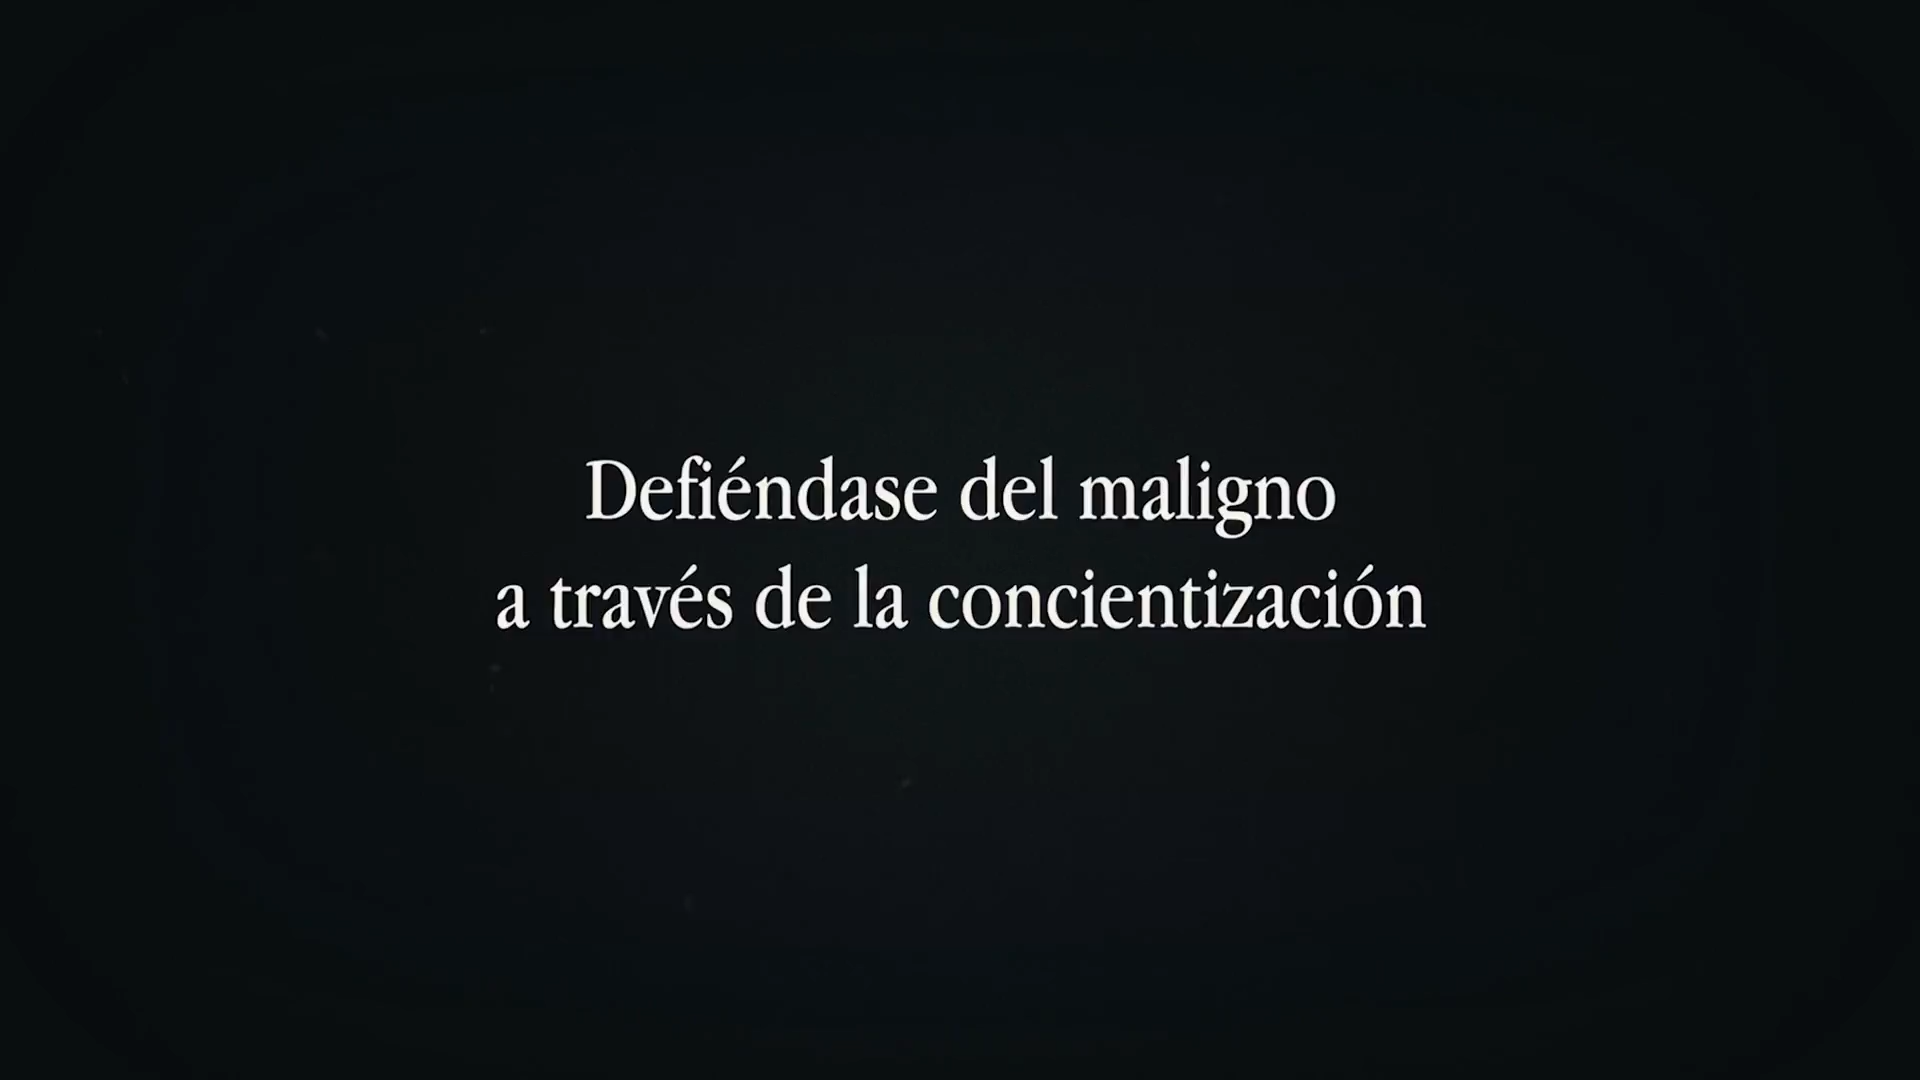 Defiéndase del maligno
a través de la concientización